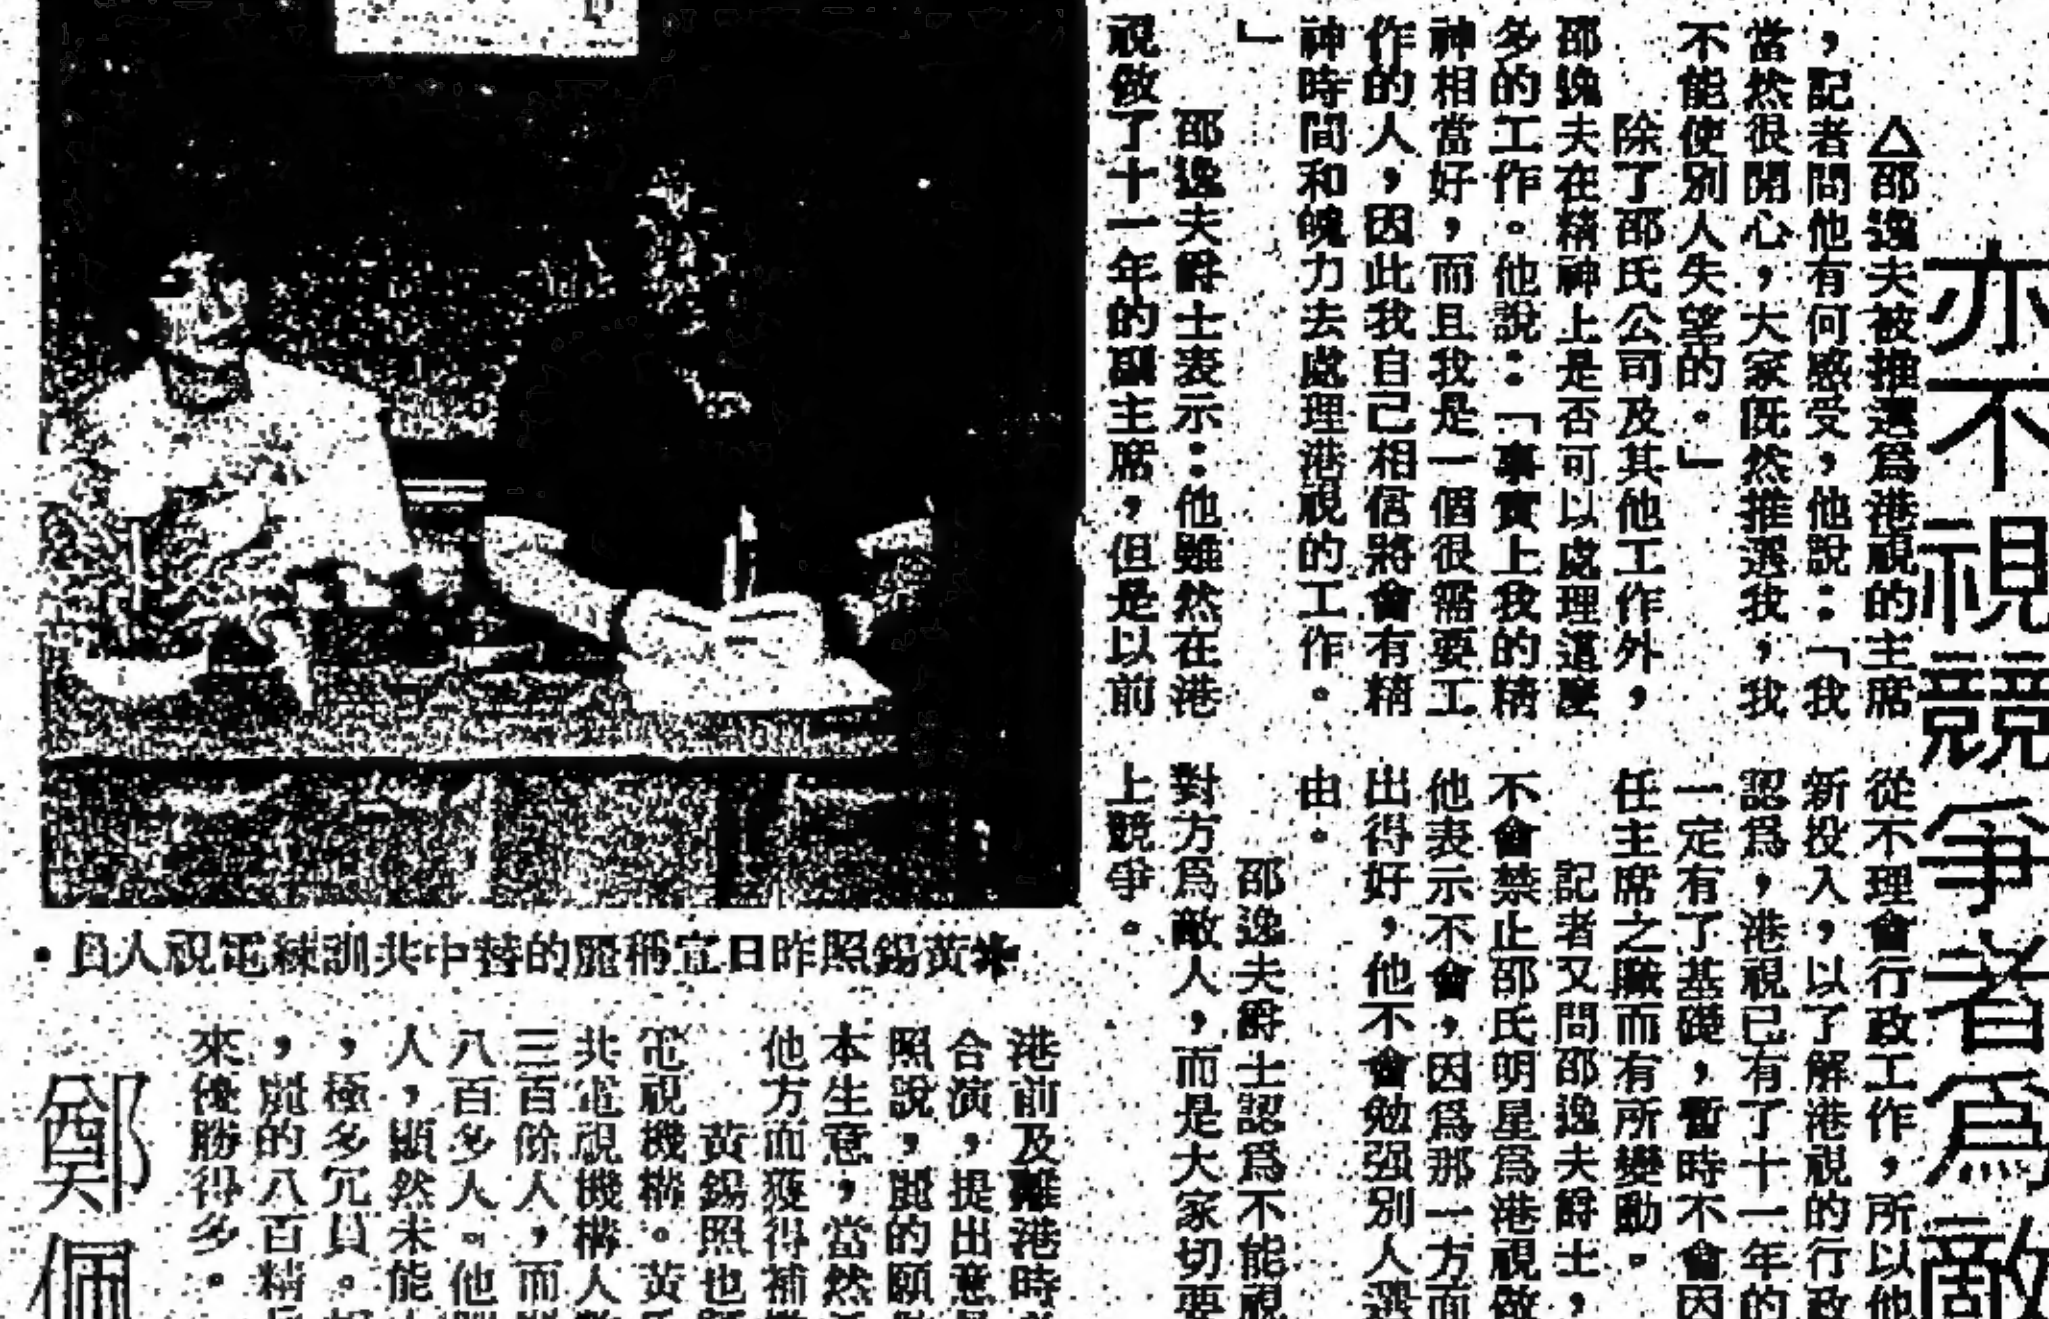 亦不視競爭者為敵
△邵逸夫被推選為港視的主席
，記者問他有何感受，他說：「我
當然很開心，大家既然推選我，我
不能使別人失望的。」
除了邵氏公司及其他工作外，
邵逸夫在精神上是否可以處理這麼
多的工作。他說：「事實上我的精
神相當好，而且我是一個很需要工
作的人，因此我自己相信將會有精
神時間和魄力去處理港視的工作。
」
邵逸夫爵士表示：他雖然在港
視做了十一年的副主席，但是以前
從不理會行政工作，所以他
新投入，以了解港視的行政
認為，港視已有了十一年的
一定有了基礎，暫時不會因
任主席之職而有所變動。
記者又問邵逸夫爵士，
不會禁止邵氏明星為港視做
他表示不會，因為那一方面
出得好，他不會勉强別人選
由。
邵逸夫爵士認為不能視
對方為敵人，而是大家切要
上競爭。
＊黃錫照昨日宣稱麗的替中共訓練電視人員．
港前及離港時
合演，提出意
照說，麗的願
本生意，當然
他方面獲得補
黃錫照也
電視機構。黃
共電視機構人
三百餘人，而
八百多人。他
人，顯然未能
，極多冗員。
，麗的八百精
來優勝得多。
鄭佩